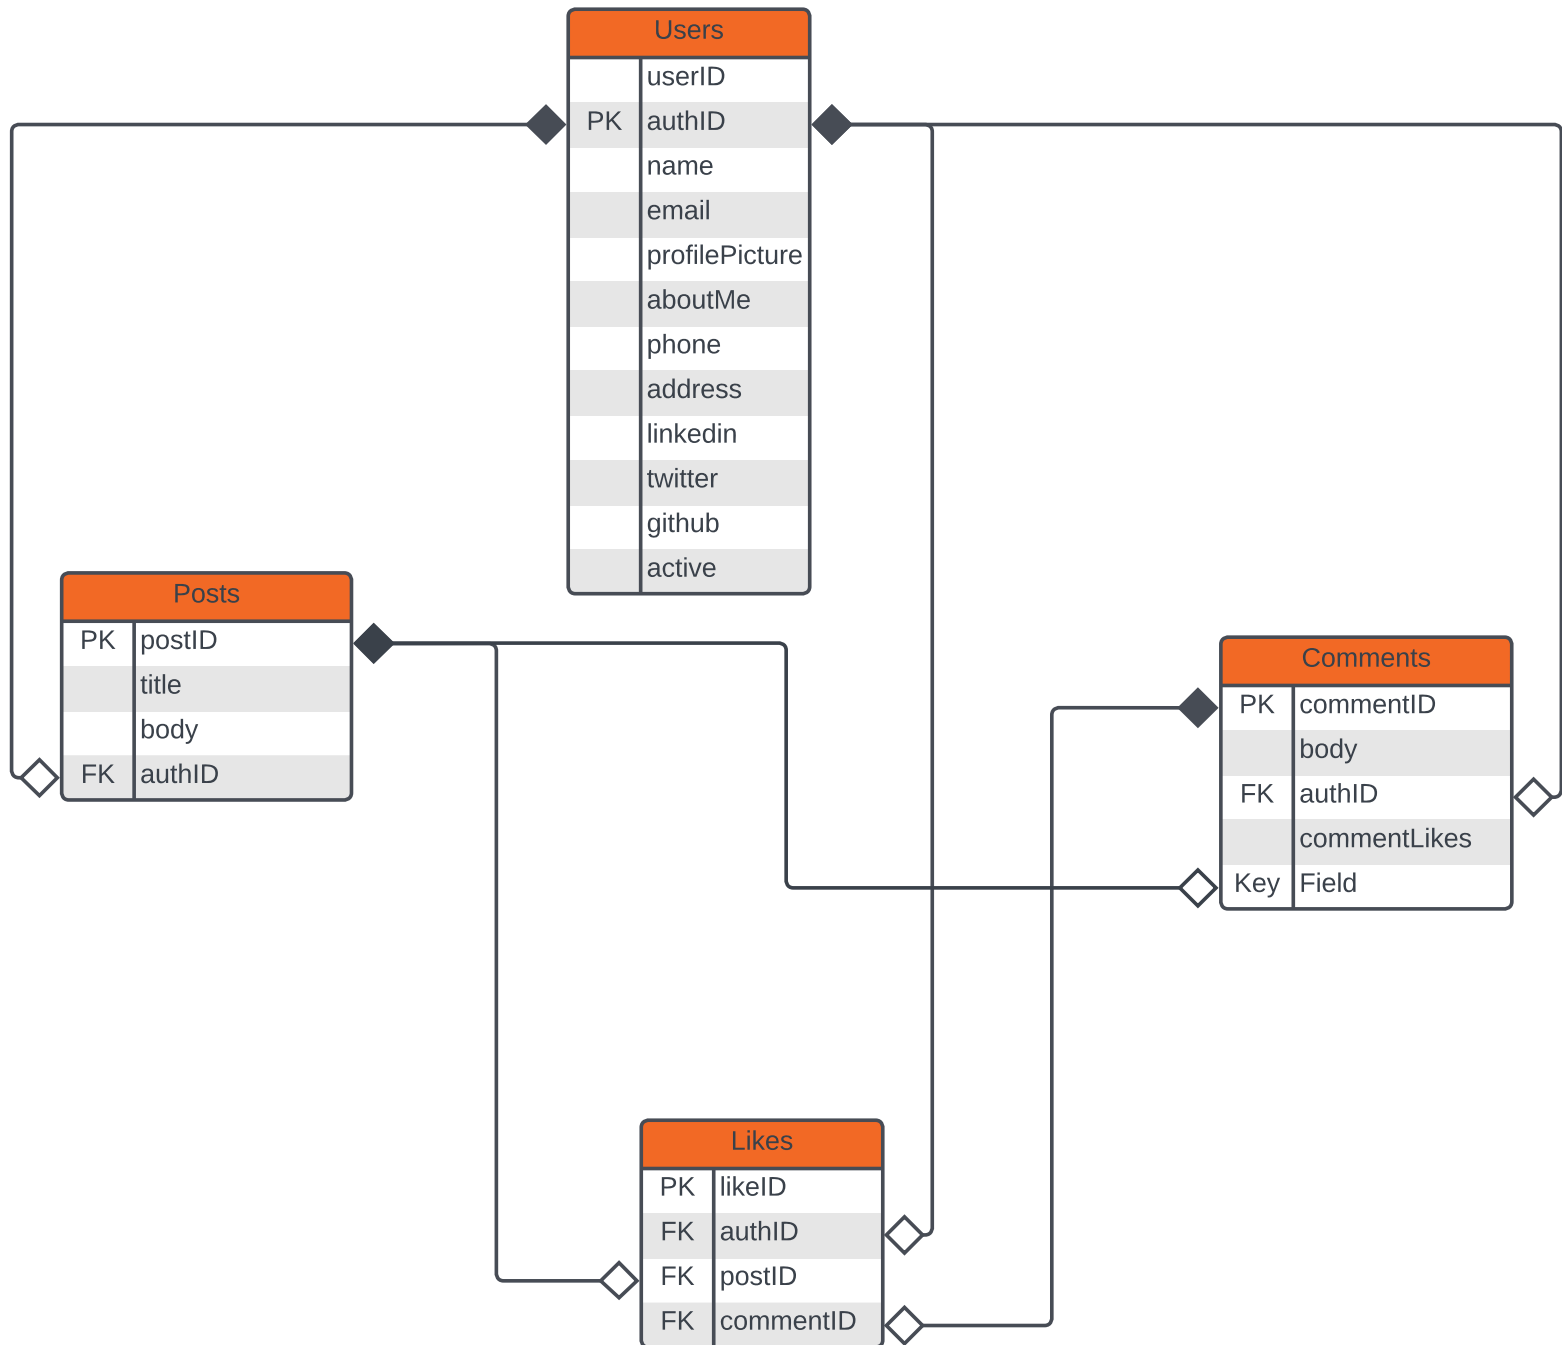 Users
userID
PK authID
name
email
profilePicture
aboutMe
phone
address
linkedin
twitter
github
active
Posts
PK postID
title
body
FK authID
Comments
PK commentID
body
FK authID
commentLikes
Key Field
Likes
PK likeID
FK authID
FK postID
FK commentID